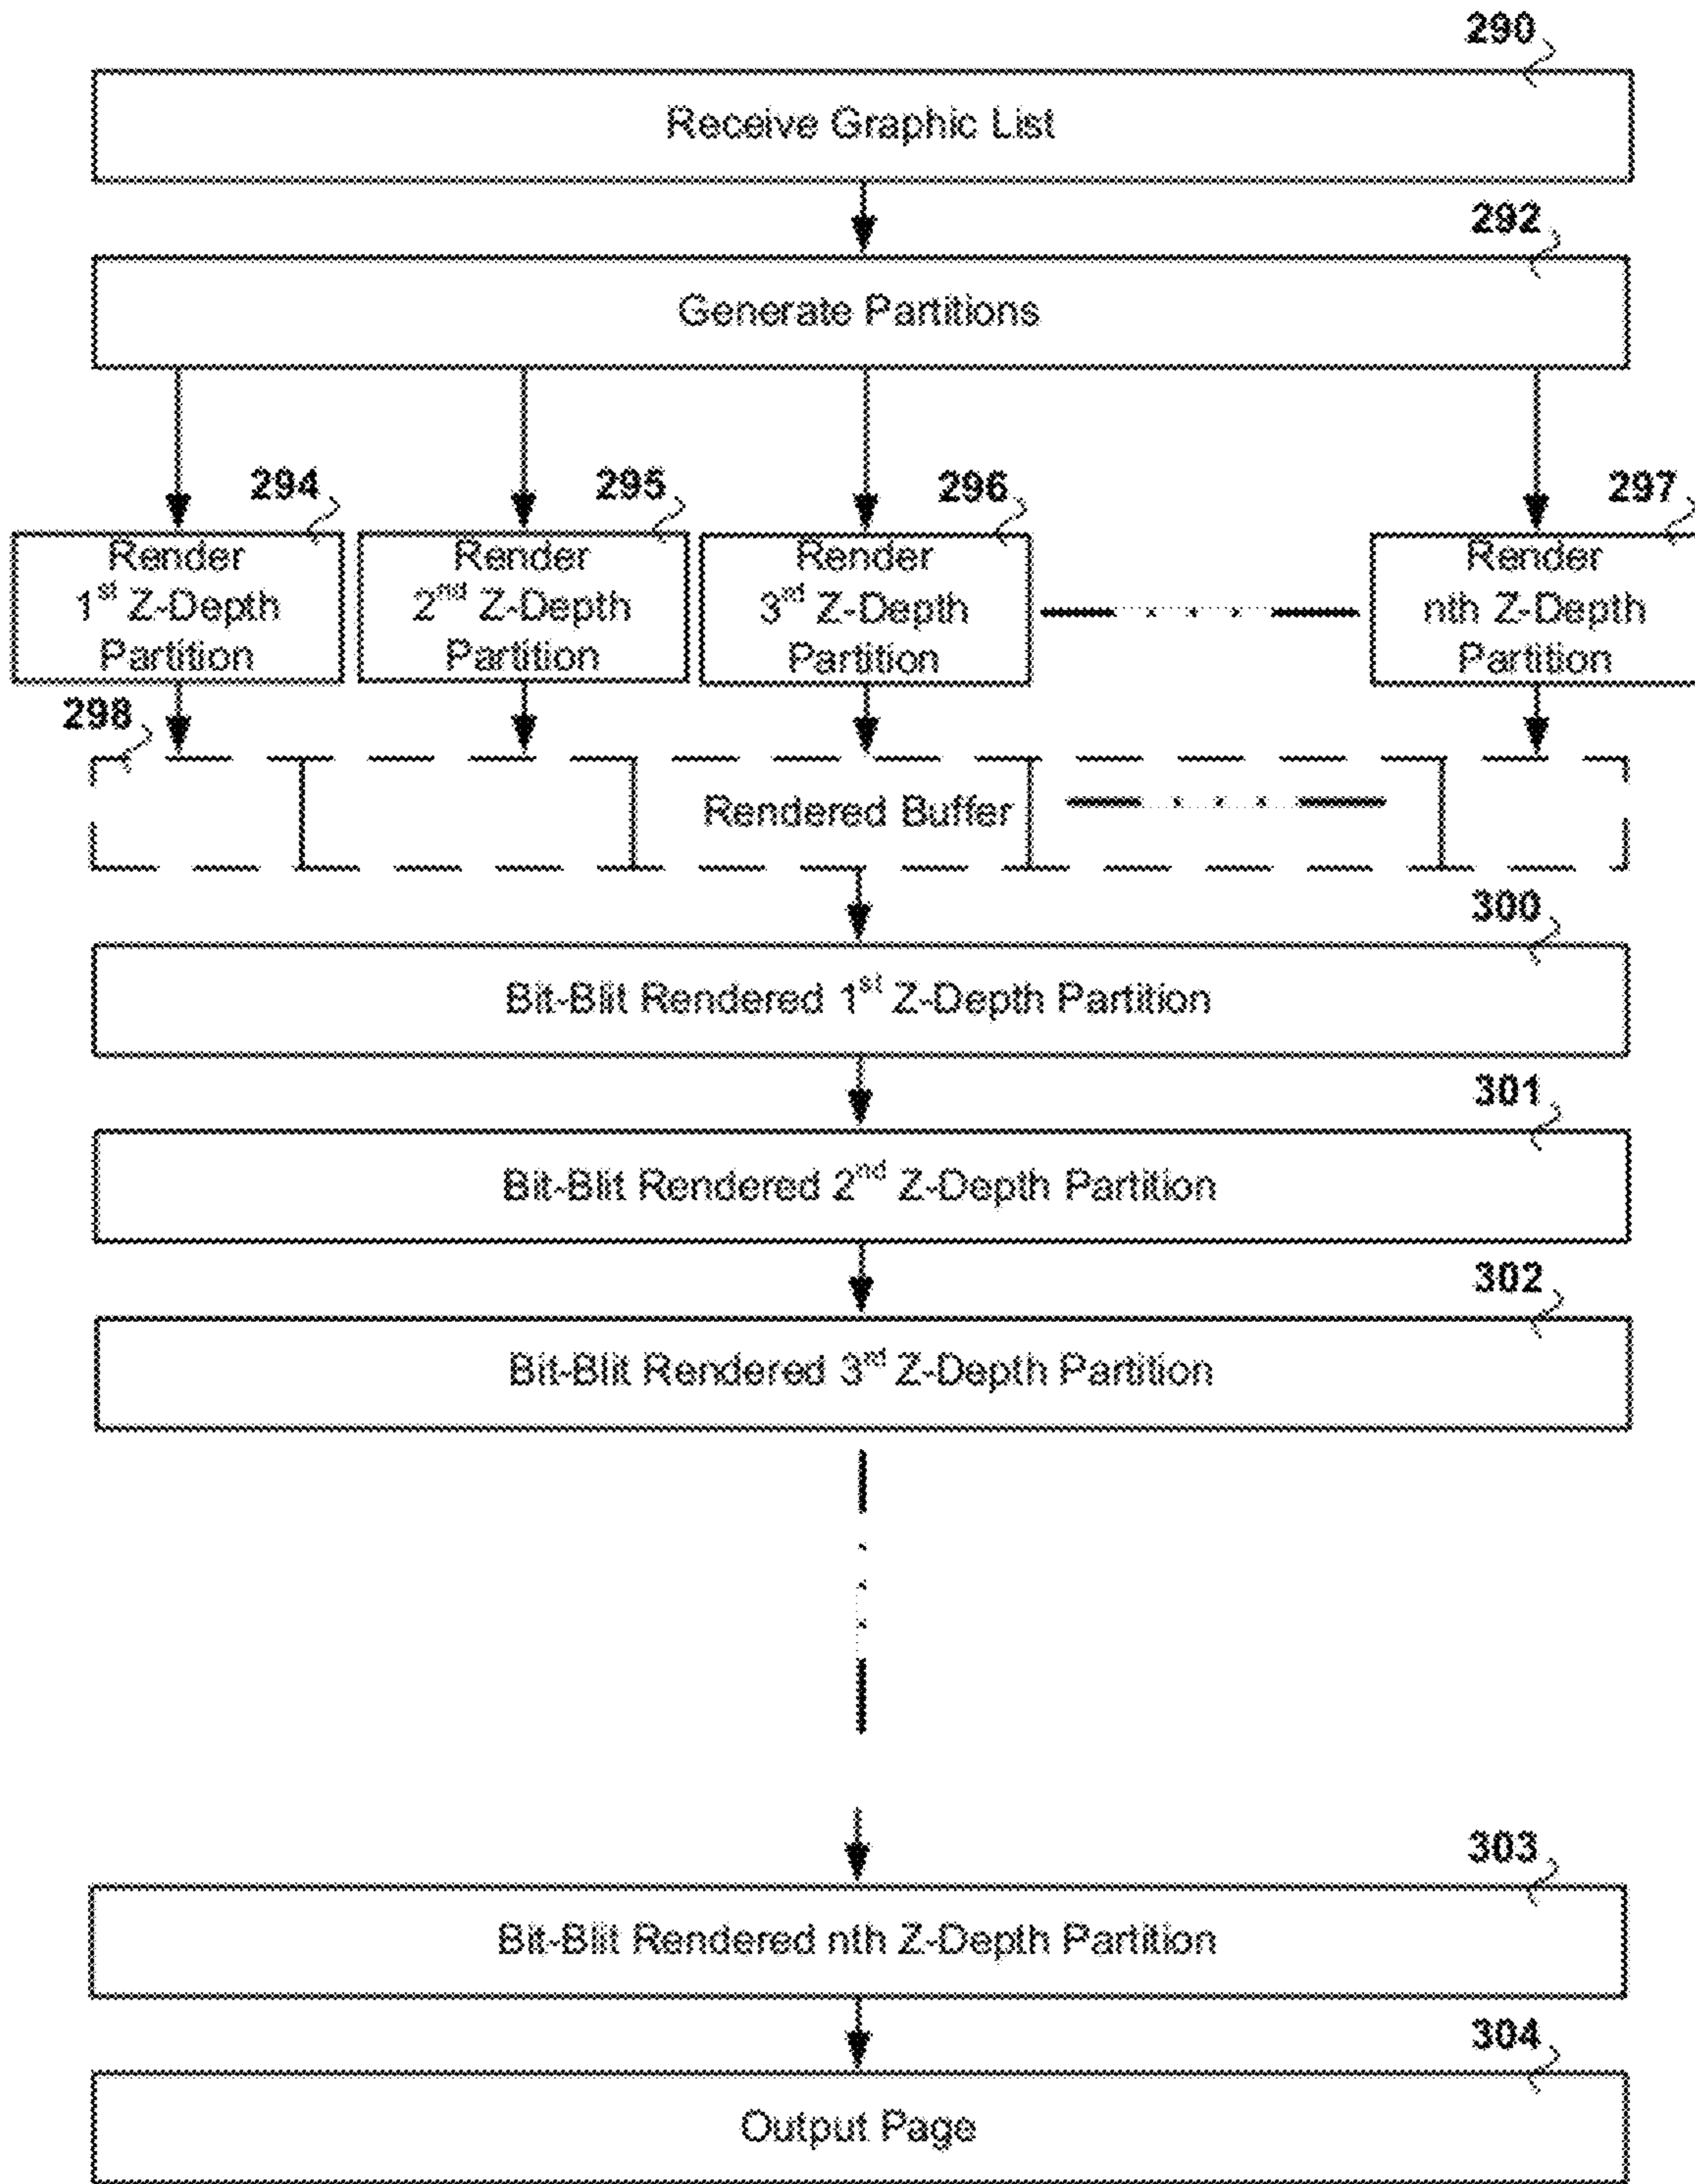 290
Receive Graphic List
292
Generate Partitions
294
295
296
297
Render
1st Z-Depth
Partition
Render
2nd Z-Depth
Partition
Render
3rd Z-Depth
Partition
Render
nth Z-Depth
Partition
298
Rendered Buffer
300
Bit-Blit Rendered 1st Z-Depth Partition
301
Bit-Blit Rendered 2nd Z-Depth Partition
302
Bit-Blit Rendered 3rd Z-Depth Partition
303
Bit-Blit Rendered nth Z-Depth Partition
304
Output Page